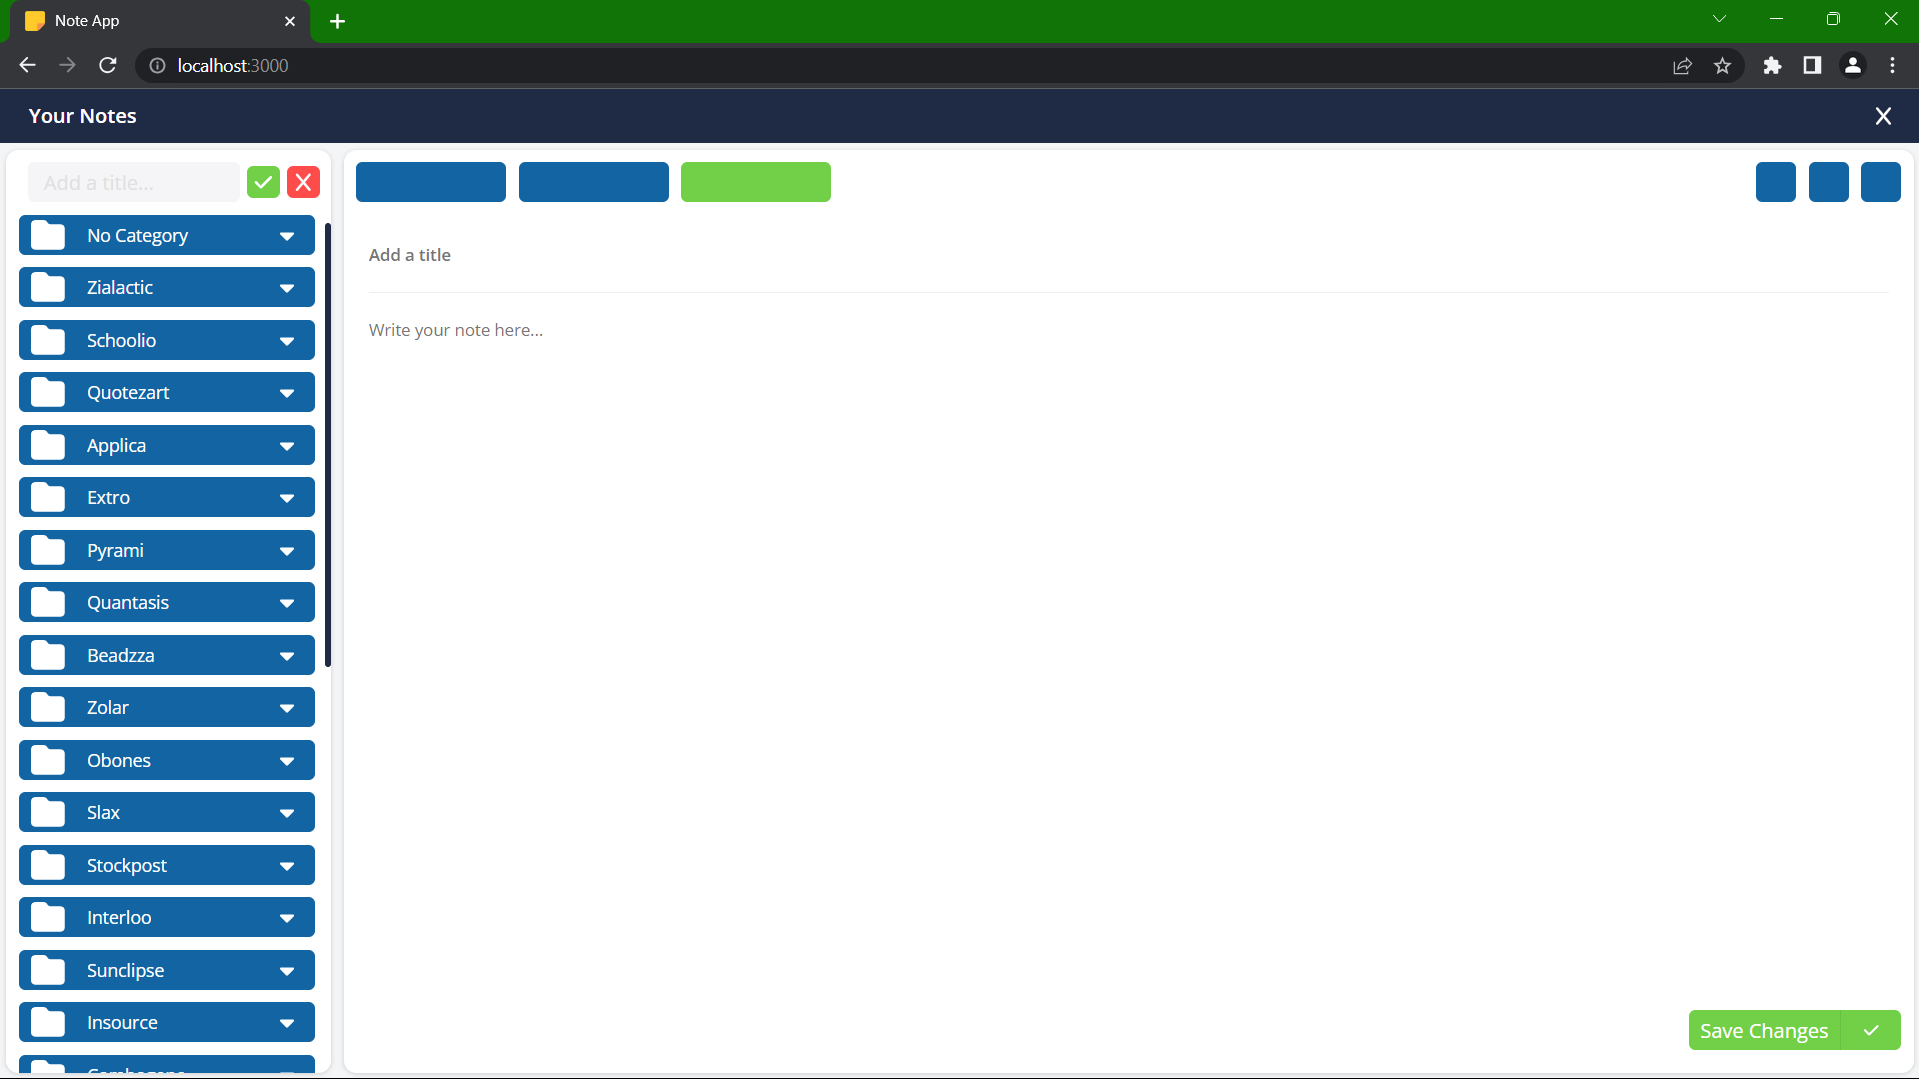 Note App
localhost:3000
Your Notes
Add a title...
No Category
Zialactic
Schoolio
Quotezart
Applica
Extro
Pyrami
Quantasis
Beadzza
Zolar
Obones
Slax
Stockpost
Interloo
Sunclipse
Insource
Add a title
Write your note here...
Save Changes